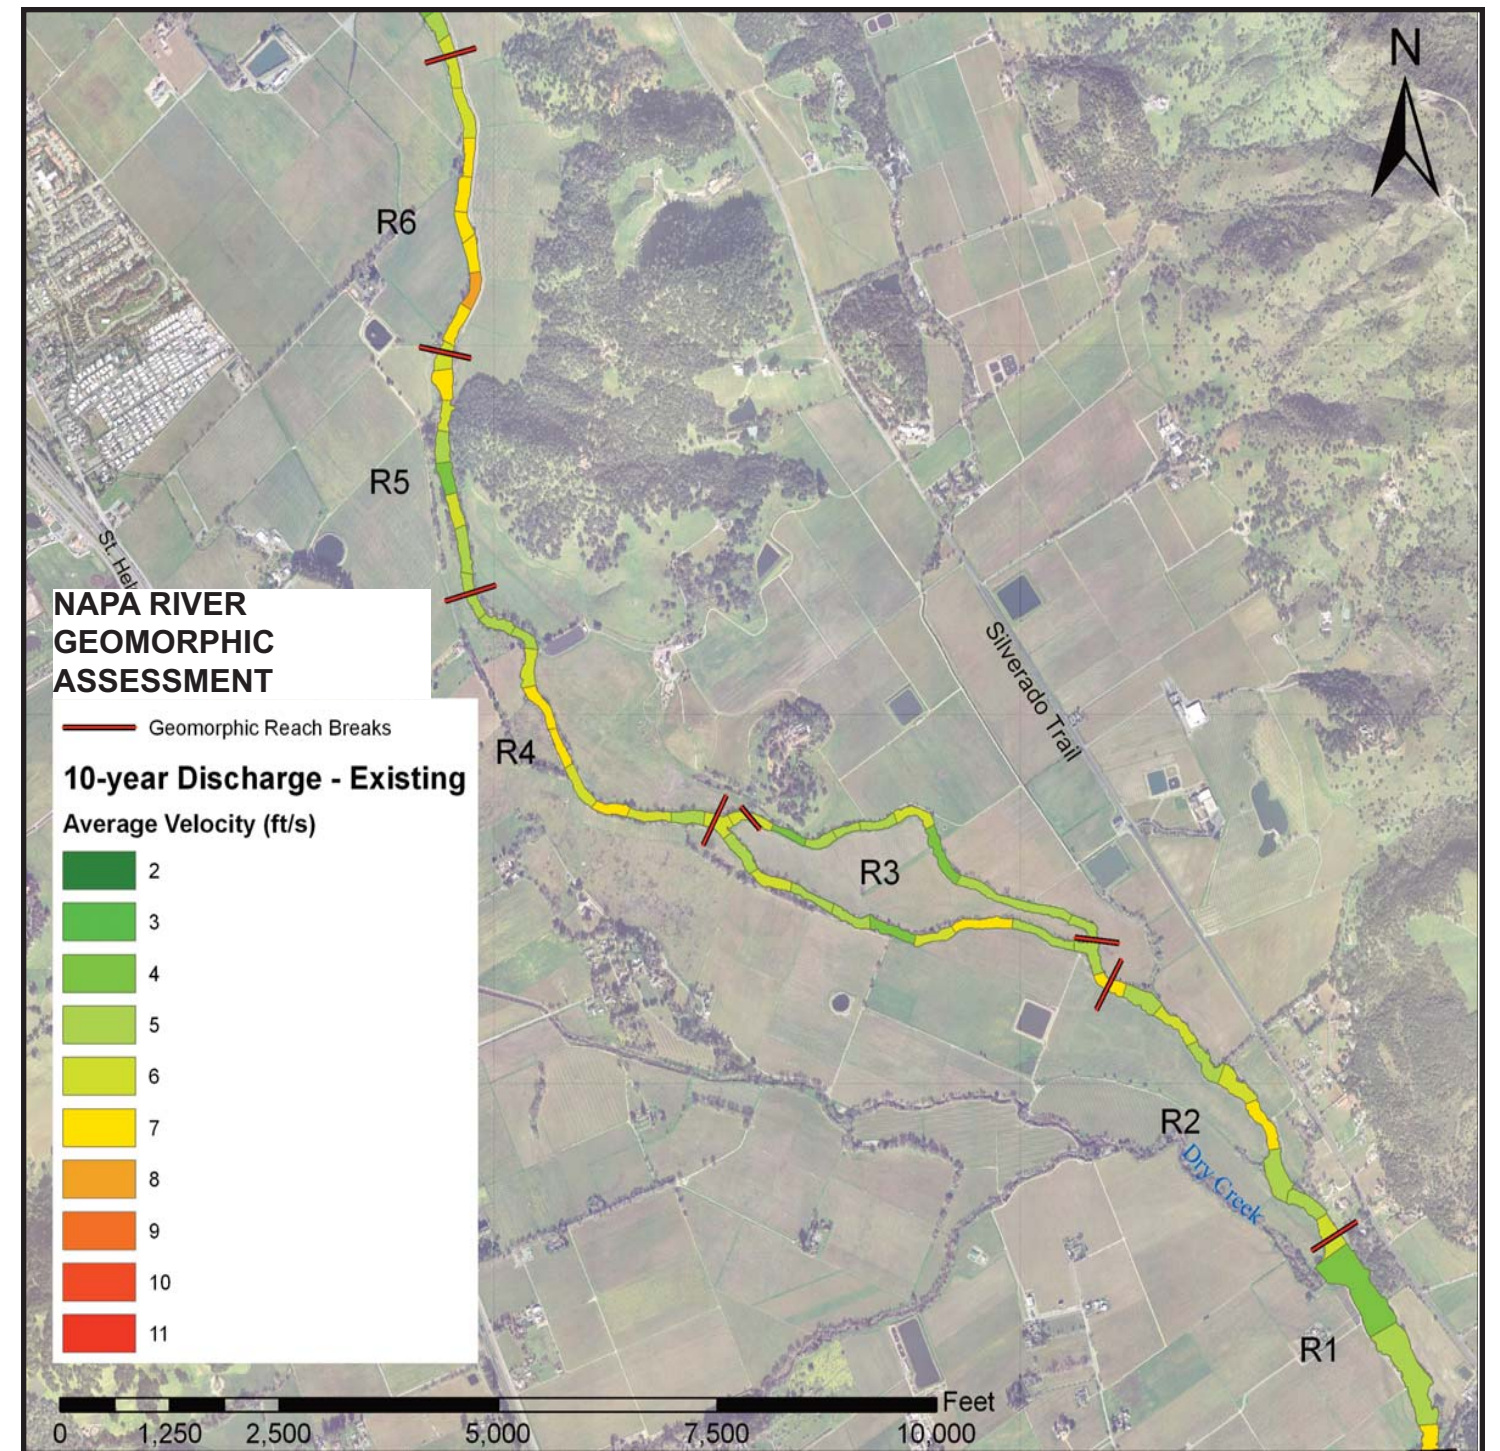 N
R6
R5
St. Hel
NAPA RIVER
GEOMORPHIC
ASSESSMENT
Geomorphic Reach Breaks
10-year Discharge - Existing
Average Velocity (ft/s)
2
3
4
5
6
7
8
9
10
11
Silverado Trail
R4
R3
R2
Dry Creek
R1
Feet
0 1,250 2,500 5,000 7,500 10,000